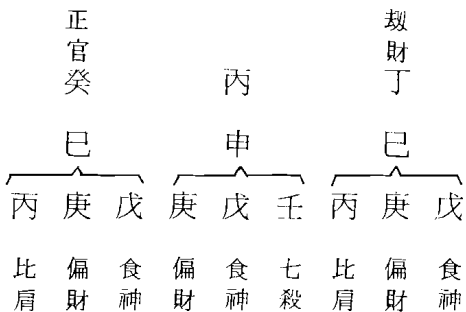 正官 劫財
癸 丙 丁
巳 申 巳
丙 庚 戊 庚 戊 壬 丙 庚 戊
比肩 偏財 食神 偏財 食神 七殺 比肩 偏財 食神